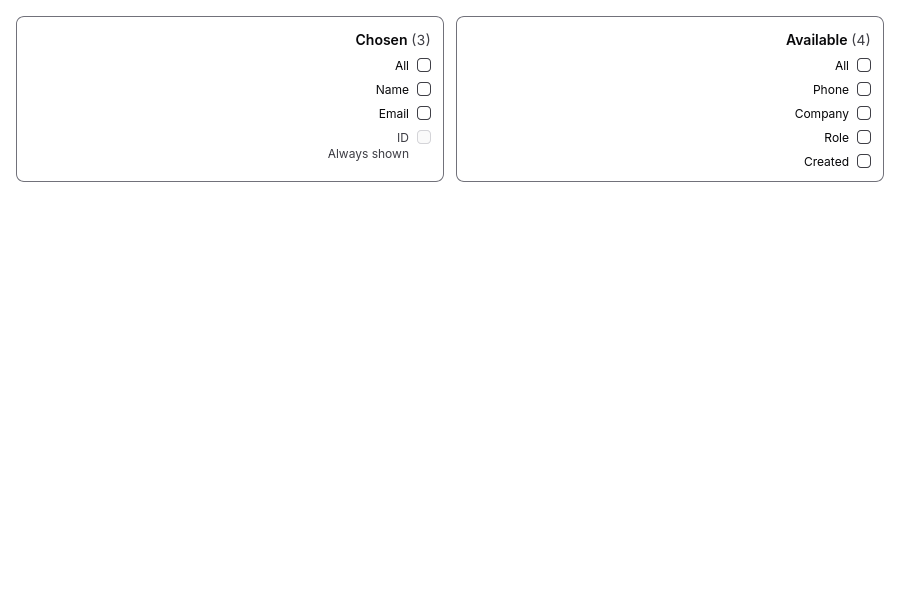 Chosen (3)
All
Name
Email
ID
Always shown
Available (4)
All
Phone
Company
Role
Created